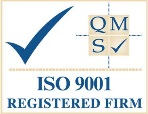 QM
S
ISO 9001
REGISTERED FIRM